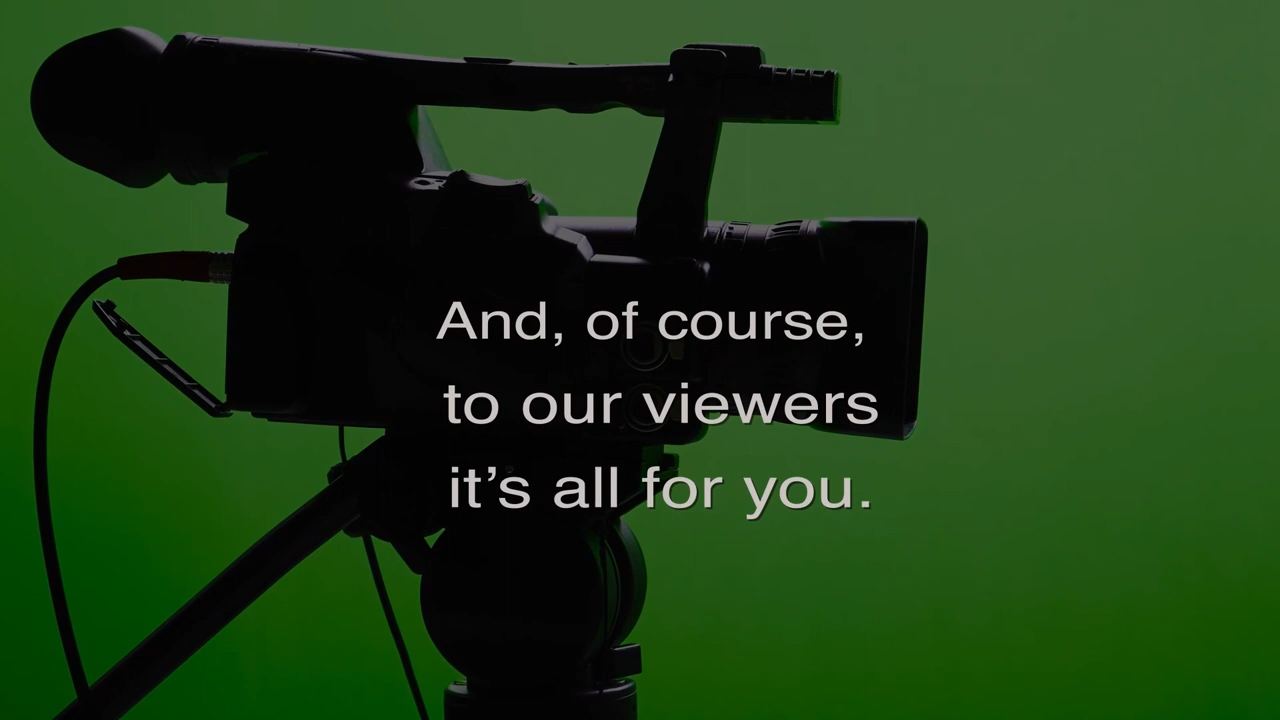 And, of course,
to our viewers
it’s all for you.